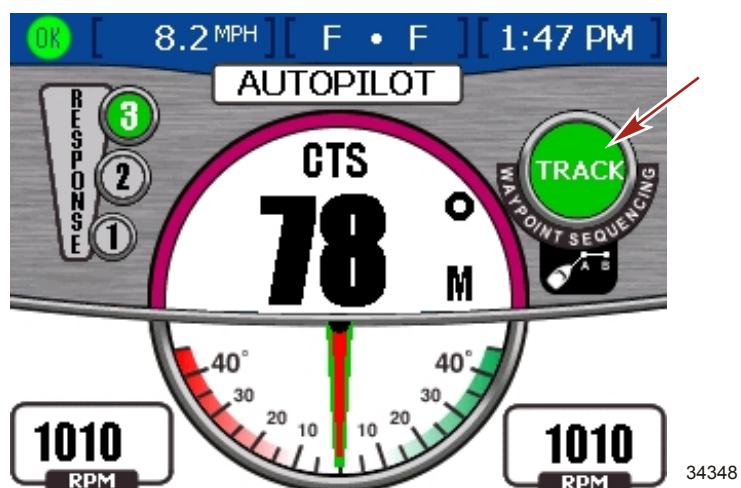 OK [ 8.2 MPH ] [ F • F ] [ 1:47 PM ]
AUTOPILOT
RESPONSE
3
2
1
CTS
78 °
M
TRACK
WAYPOINT SEQUENCING
A B
40° 40°
30 30
20 20
10 10
1010
RPM
1010
RPM
34348